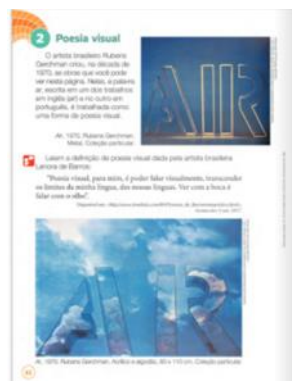 2 Poesia visual
O artista brasileiro Rubens
Gerchman criou, na década de
1970, as obras que você pode
ver nesta página. Nelas, a palavra
ar, escrita em um dos trabalhos
em inglês (air) e no outro em
português, é trabalhada como
uma forma de poesia visual.
AIR
Air, 1970, Rubens Gerchman.
Metal. Coleção particular.
Leiam a definição de poesia visual dada pela artista brasileira
Lenora de Barros:
"Poesia visual, para mim, é poder falar visualmente, transcender
os limites da minha língua, das nossas línguas. Ver com a boca é
falar com o olho".
AR
Ar, 1970, Rubens Gerchman. Acrílico e algodão, 80 x 110 cm. Coleção particular.